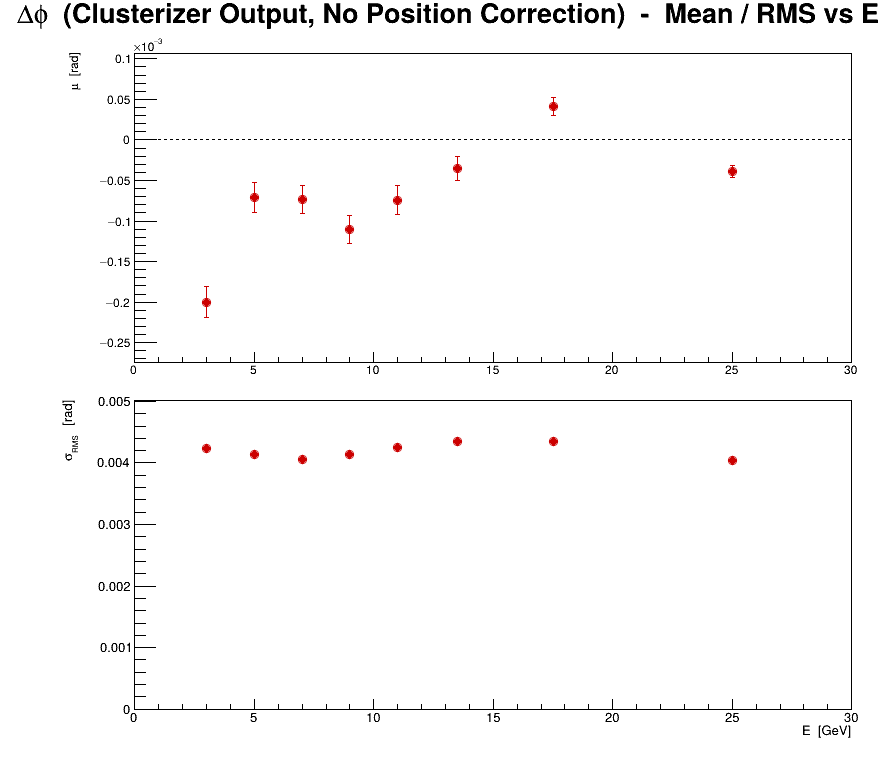 Δϕ (Clusterizer Output, No Position Correction) - Mean / RMS vs E
×10⁻³
μ [rad]
0.1
0.05
0
−0.05
−0.1
−0.15
−0.2
−0.25
0 5 10 15 20 25 30
σRMS [rad]
0.005
0.004
0.003
0.002
0.001
0
0 5 10 15 20 25 30
E [GeV]